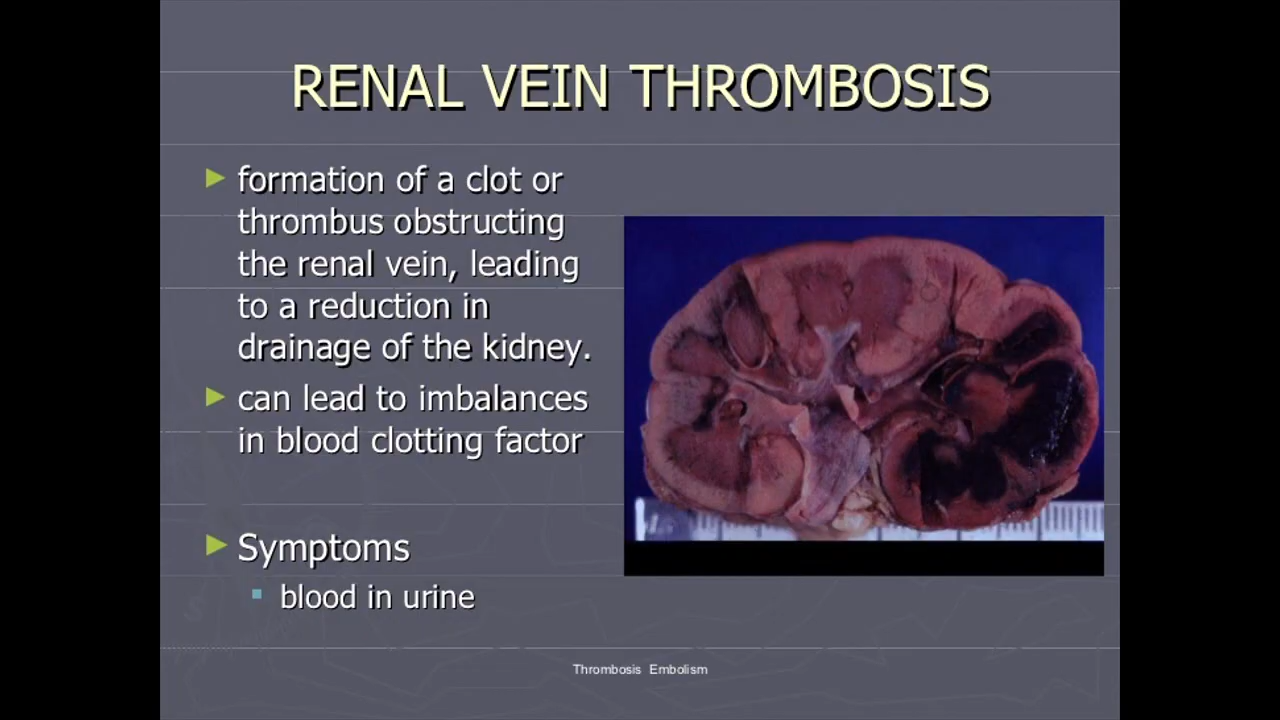 RENAL VEIN THROMBOSIS
formation of a clot or
thrombus obstructing
the renal vein, leading
to a reduction in
drainage of the kidney.
can lead to imbalances
in blood clotting factor
Symptoms
blood in urine
Thrombosis Embolism